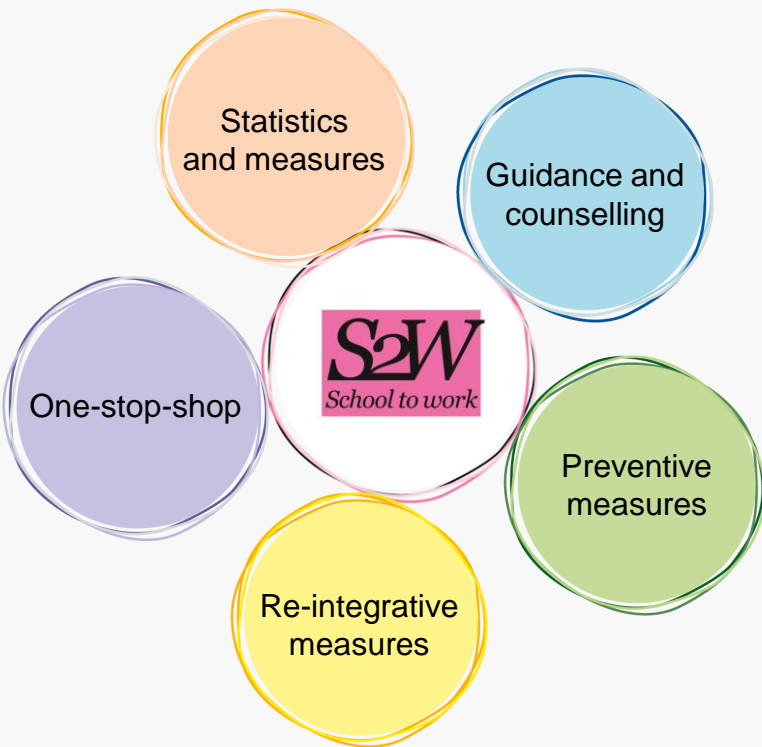 Statistics
and measures
Guidance and
counselling
S2W
School to work
One-stop-shop
Preventive
measures
Re-integrative
measures